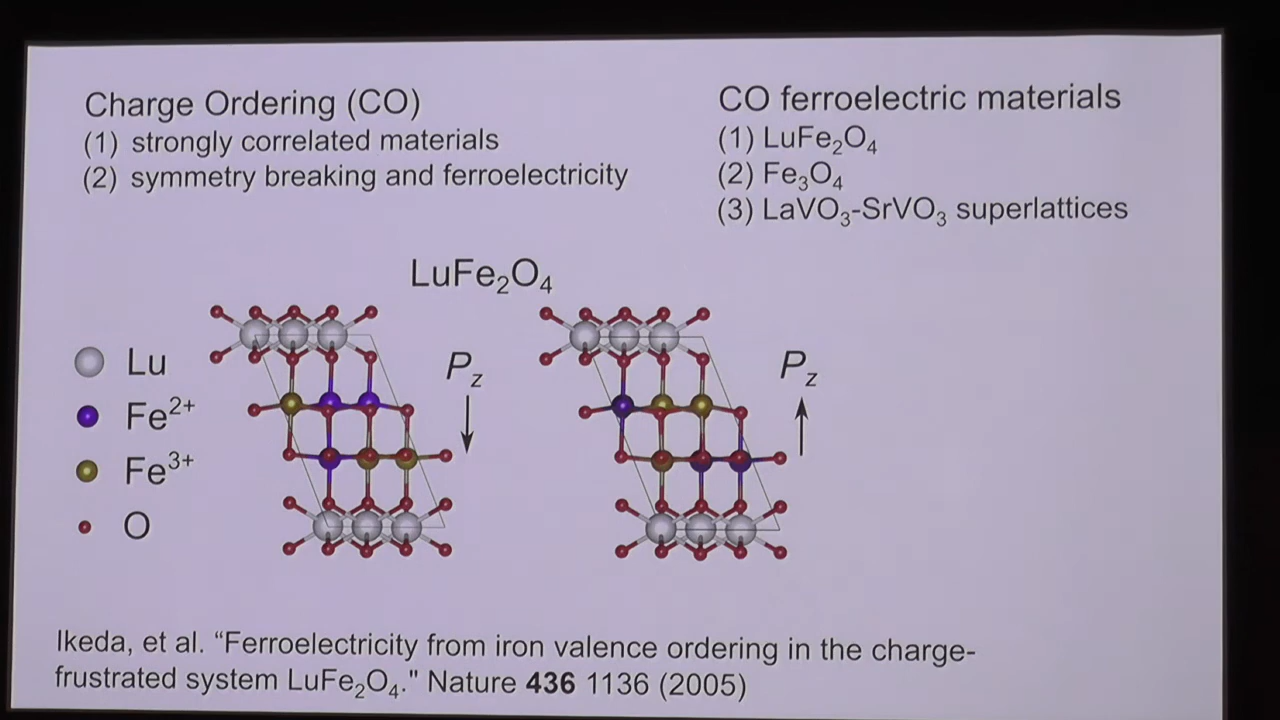 Charge Ordering (CO)
(1) strongly correlated materials
(2) symmetry breaking and ferroelectricity
CO ferroelectric materials
(1) LuFe₂O₄
(2) Fe₃O₄
(3) LaVO₃-SrVO₃ superlattices
LuFe₂O₄
Lu
Fe²⁺
Fe³⁺
O
P_z
P_z
Ikeda, et al. “Ferroelectricity from iron valence ordering in the charge-
frustrated system LuFe₂O₄." Nature 436 1136 (2005)